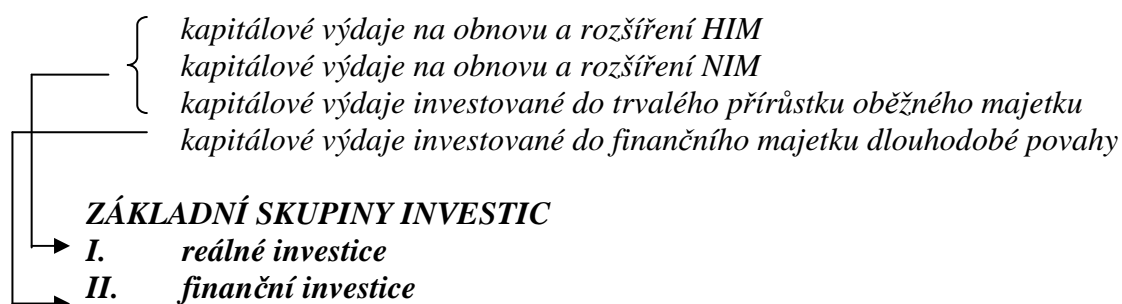 kapitálové výdaje na obnovu a rozšíření HIM
kapitálové výdaje na obnovu a rozšíření NIM
kapitálové výdaje investované do trvalého přírůstku oběžného majetku
kapitálové výdaje investované do finančního majetku dlouhodobé povahy
ZÁKLADNÍ SKUPINY INVESTIC
I. reálné investice
II. finanční investice